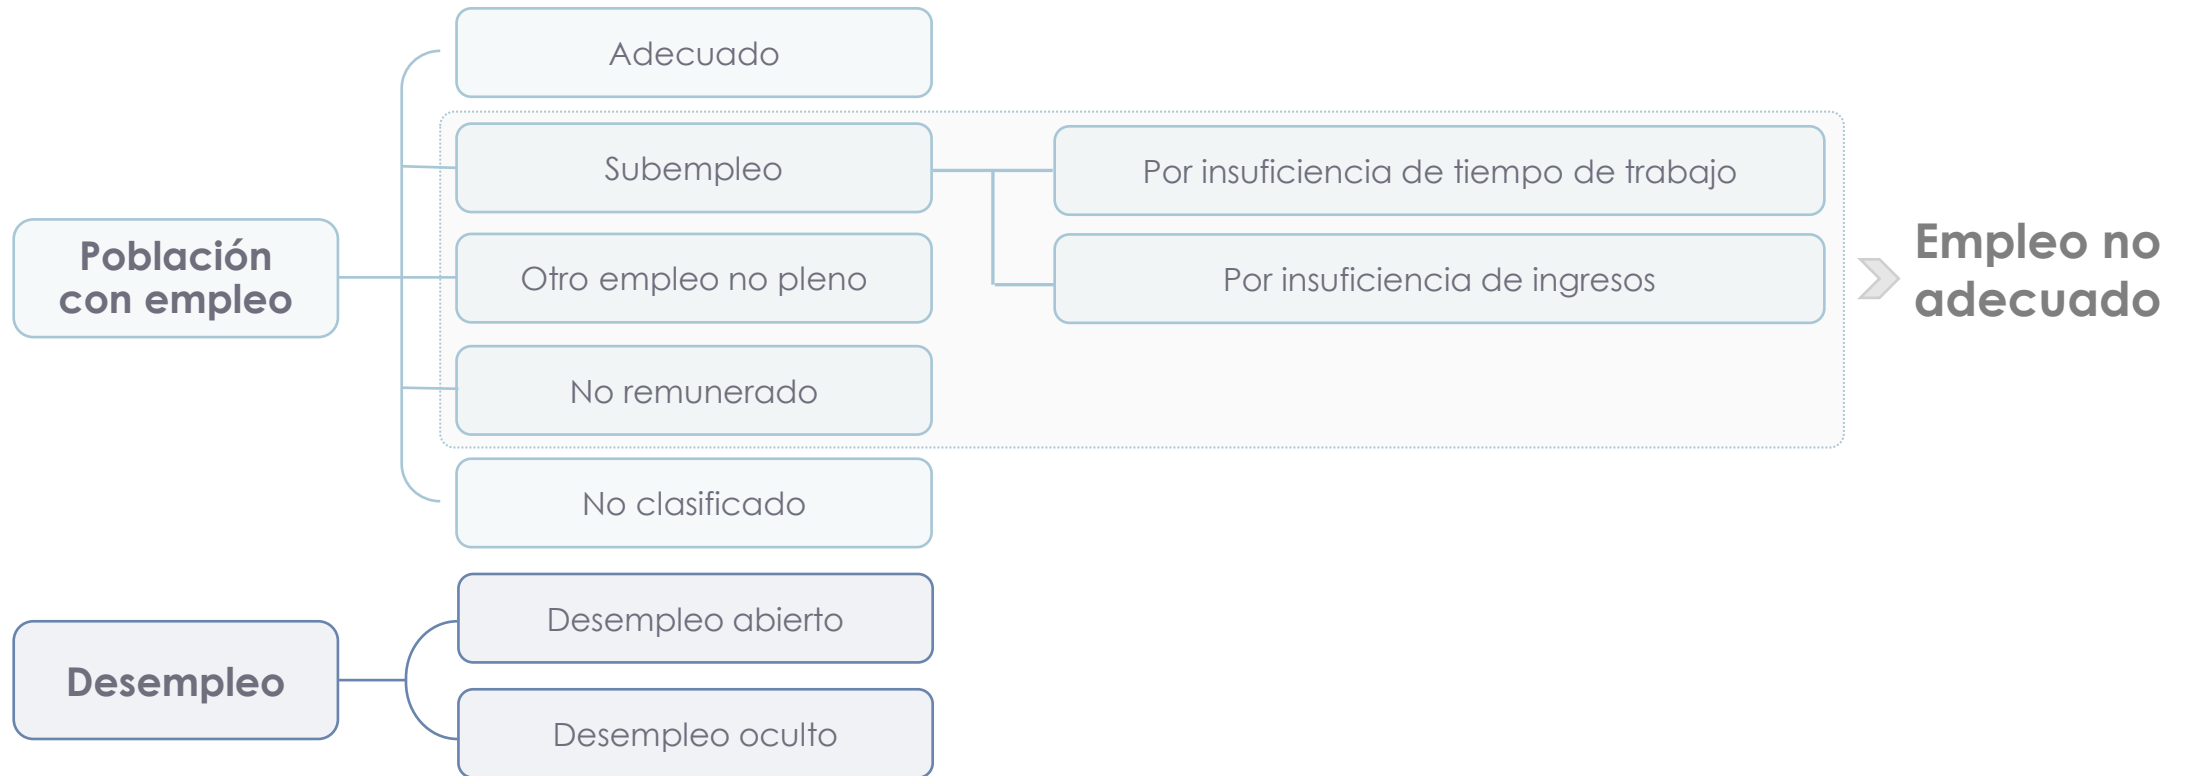 Adecuado
Subempleo
Por insuficiencia de tiempo de trabajo
Población
con empleo
Otro empleo no pleno
Por insuficiencia de ingresos
Empleo no
adecuado
No remunerado
No clasificado
Desempleo
Desempleo abierto
Desempleo oculto